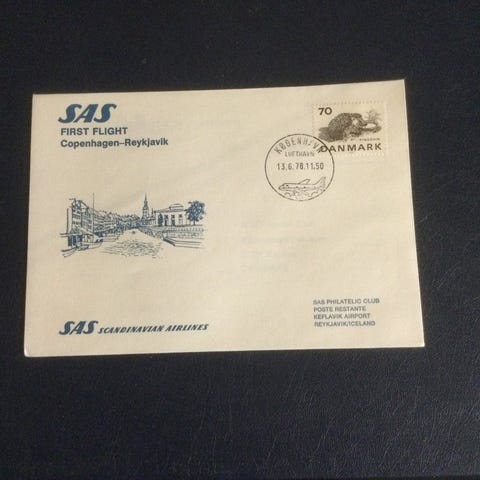 SAS
FIRST FLIGHT
Copenhagen–Reykjavik
70
DANMARK
KØBENHAVN
LUFTHAVN
13.6.78.11.50
SAS SCANDINAVIAN AIRLINES
SAS PHILATELIC CLUB
POSTE RESTANTE
KEFLAVIK AIRPORT
REYKJAVIK/ICELAND